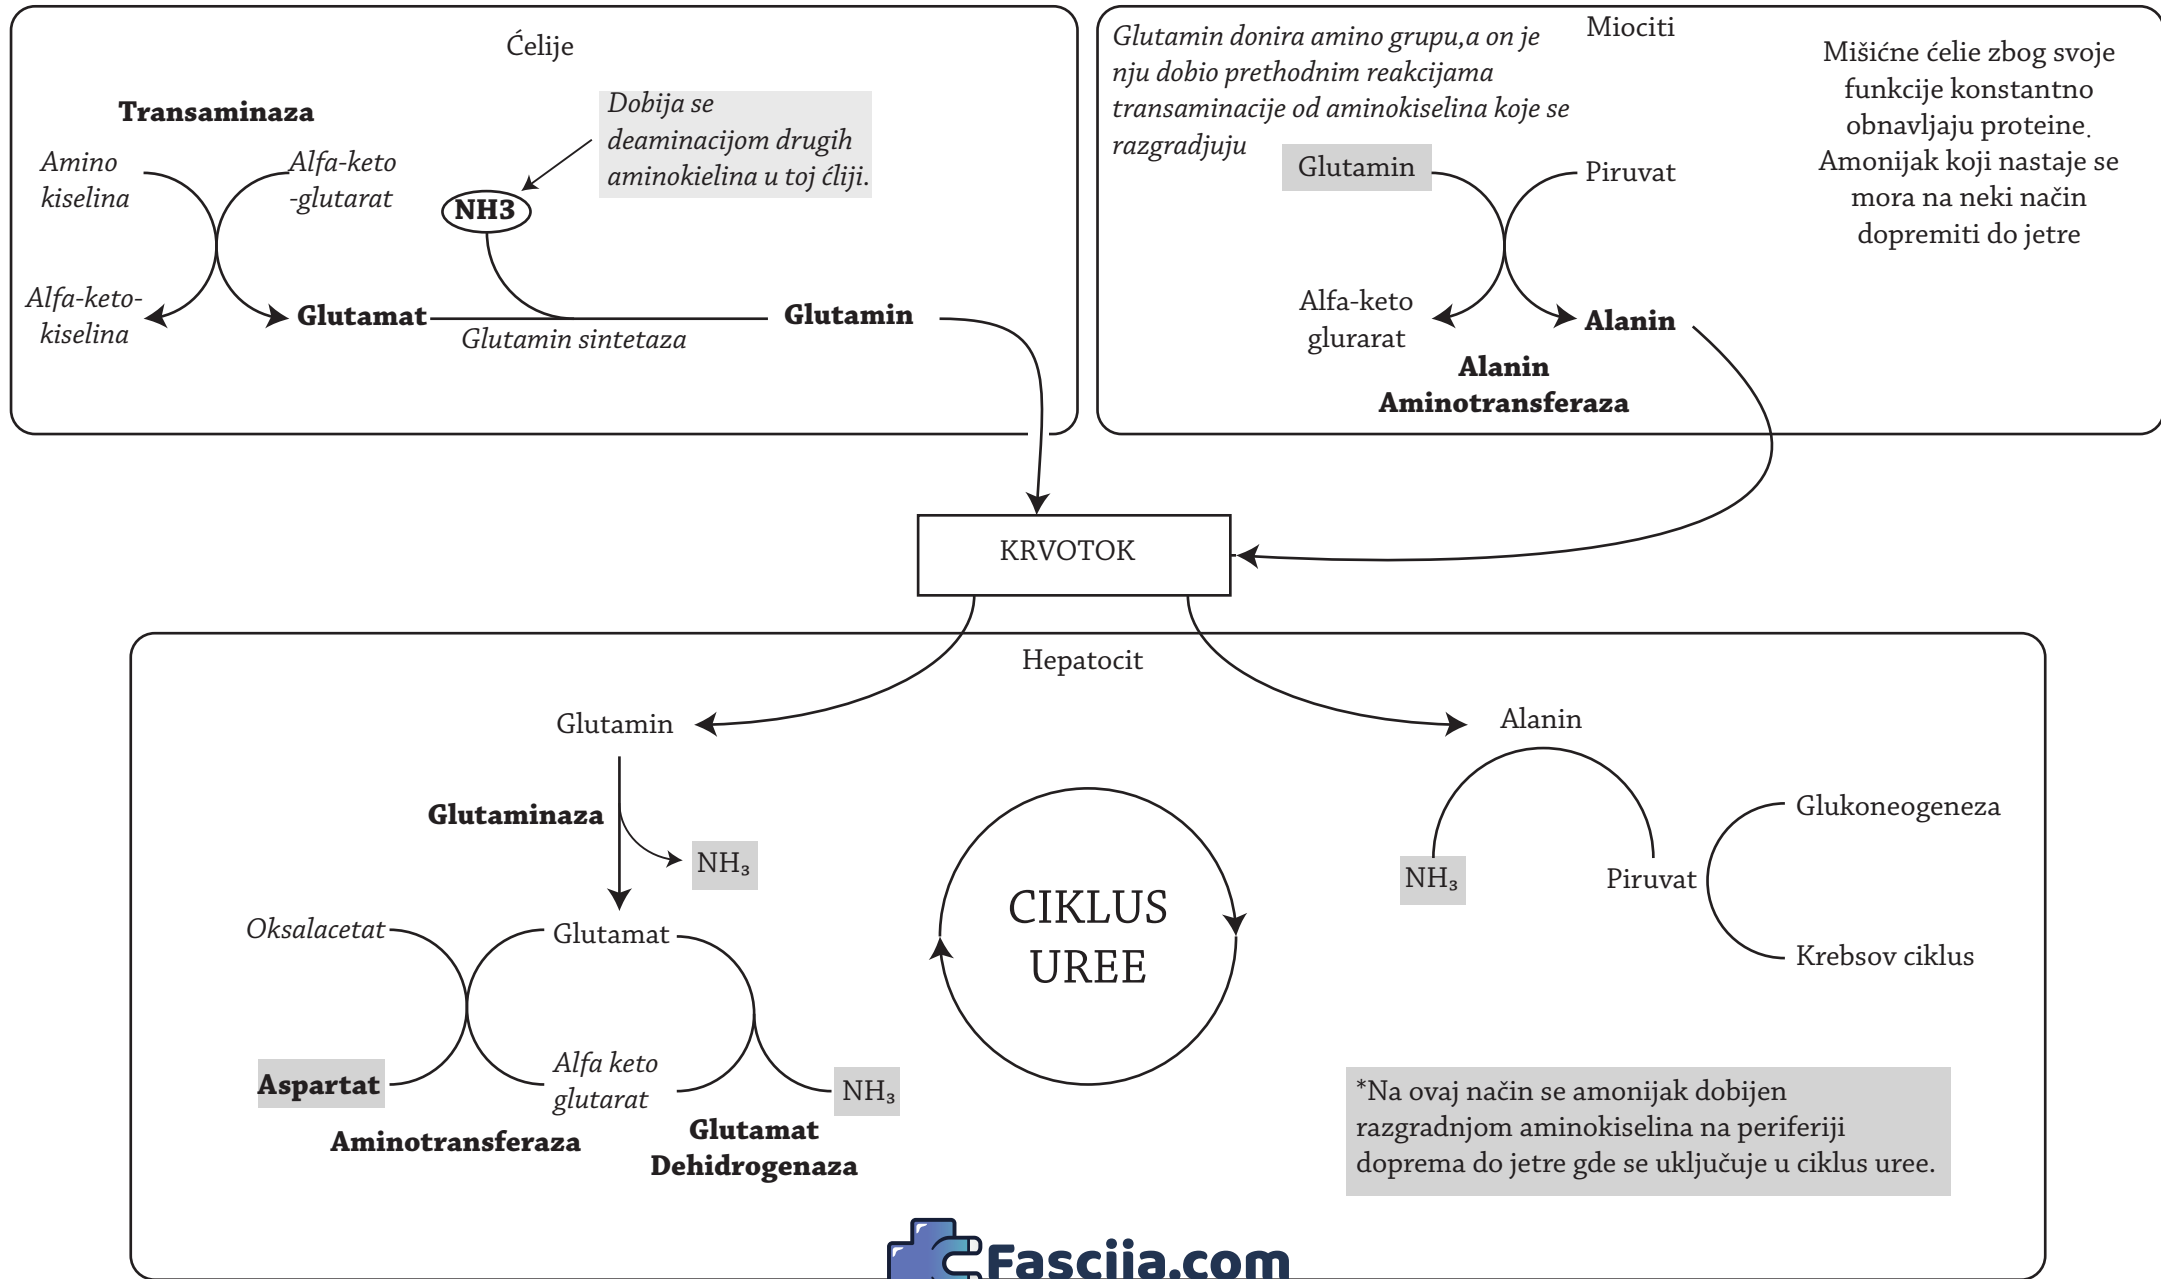 Ćelije
Transaminaza
Amino
kiselina
Alfa-keto
-glutarat
Dobija se
deaminacijom drugih
aminokielina u toj ćliji.
NH3
Alfa-keto-
kiselina
Glutamat
Glutamin sintetaza
Glutamin
Miociti
Glutamin donira amino grupu,a on je
nju dobio prethodnim reakcijama
transaminacije od aminokiselina koje se
razgradjuju
Mišićne ćelie zbog svoje
funkcije konstantno
obnavljaju proteine.
Amonijak koji nastaje se
mora na neki način
dopremiti do jetre
Glutamin
Piruvat
Alfa-keto
glurarat
Alanin
Alanin
Aminotransferaza
KRVOTOK
Hepatocit
Glutamin
Glutaminaza
NH₃
Oksalacetat
Glutamat
Aspartat
Alfa keto
glutarat
NH₃
Aminotransferaza
Glutamat
Dehidrogenaza
CIKLUS
UREE
Alanin
NH₃
Piruvat
Glukoneogeneza
Krebsov ciklus
*Na ovaj način se amonijak dobijen
razgradnjom aminokiselina na periferiji
doprema do jetre gde se uključuje u ciklus uree.
Fasciia.com